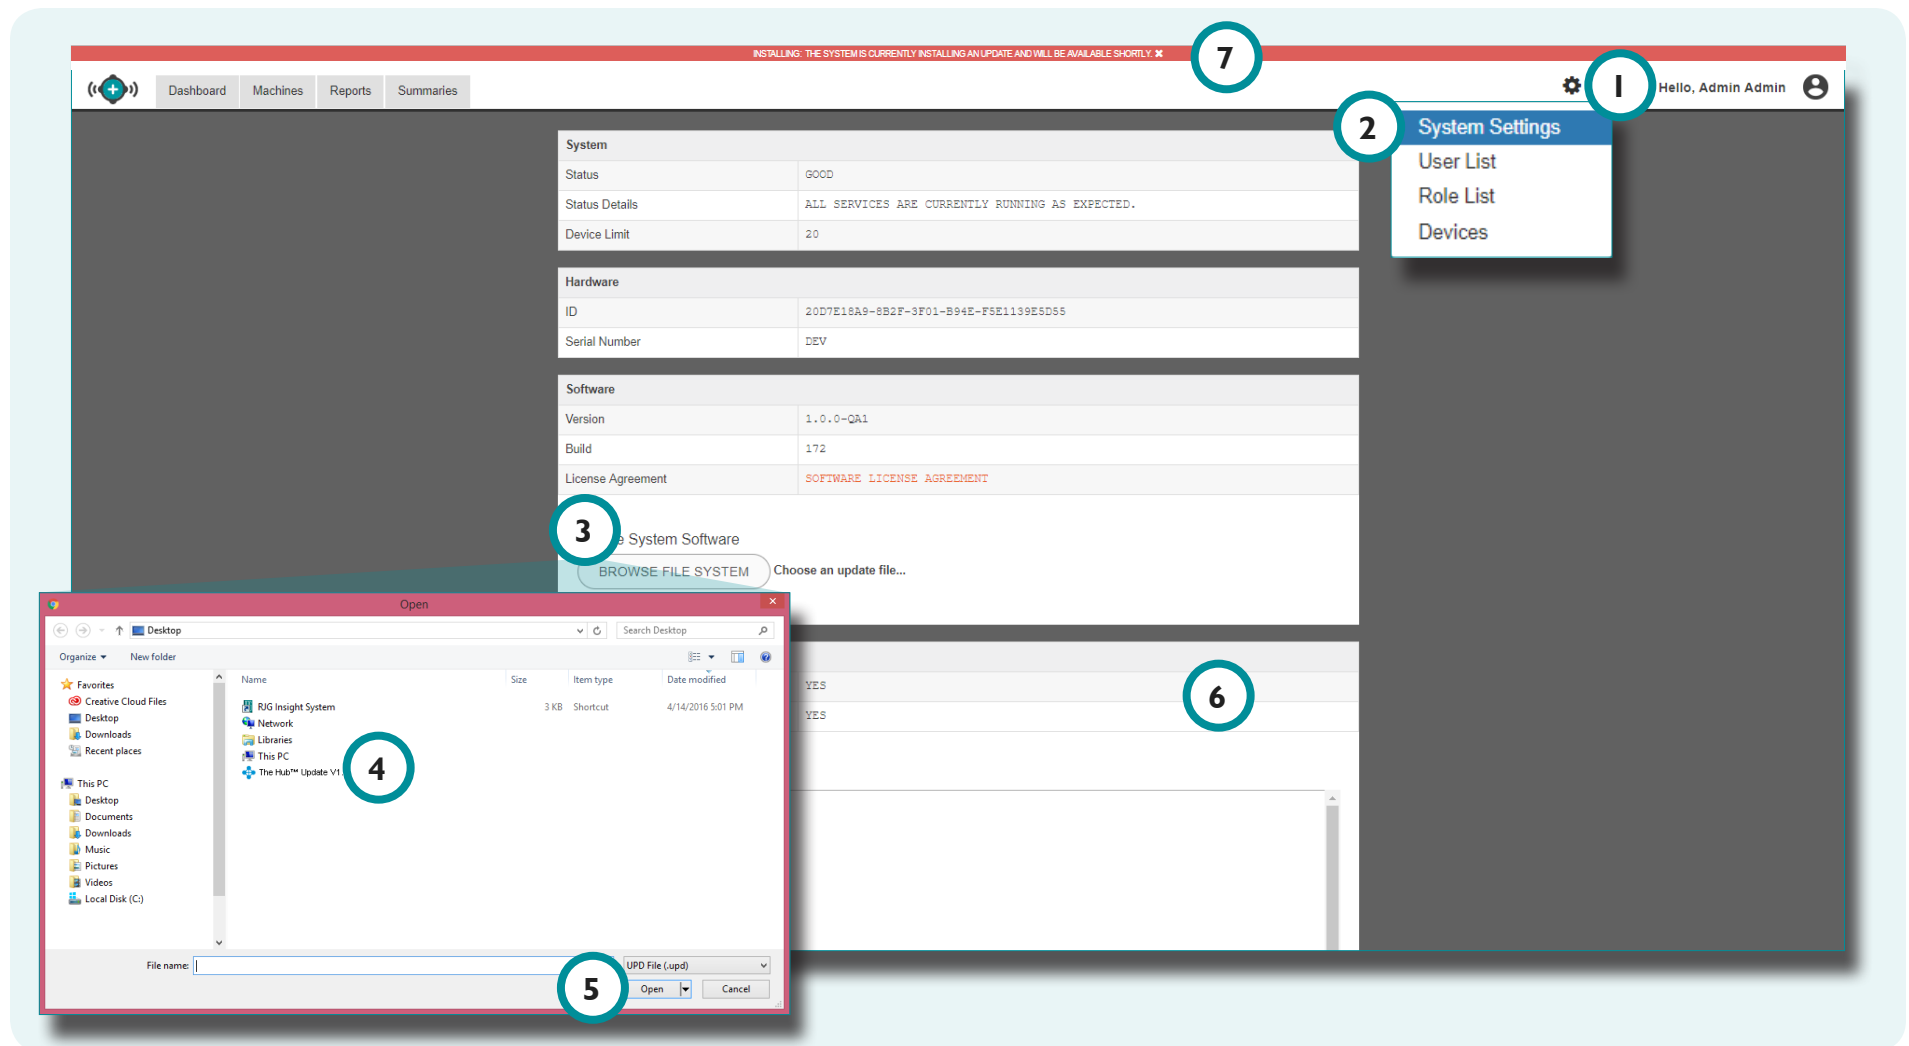 INSTALLING: THE SYSTEM IS CURRENTLY INSTALLING AN UPDATE AND WILL BE AVAILABLE SHORTLY. ✖
7
Dashboard Machines Reports Summaries
1 Hello, Admin Admin
2 System Settings
User List
Role List
Devices
System
Status GOOD
Status Details ALL SERVICES ARE CURRENTLY RUNNING AS EXPECTED.
Device Limit 20
Hardware
ID 20D7E18A9-8B2F-3F01-B94E-F5E1139E5D55
Serial Number DEV
Software
Version 1.0.0-QA1
Build 172
License Agreement SOFTWARE LICENSE AGREEMENT
3
e System Software
BROWSE FILE SYSTEM Choose an update file...
YES
YES
6
Open
Desktop Search Desktop
Organize New folder
Name Size Item type Date modified
RJG Insight System 3 KB Shortcut 4/14/2016 5:01 PM
Network
Libraries
This PC
The Hub™ Update V1
4
Favorites
Creative Cloud Files
Desktop
Downloads
Recent places
This PC
Desktop
Documents
Downloads
Music
Pictures
Videos
Local Disk (C:)
File name: UPD File (.upd)
5 Open Cancel